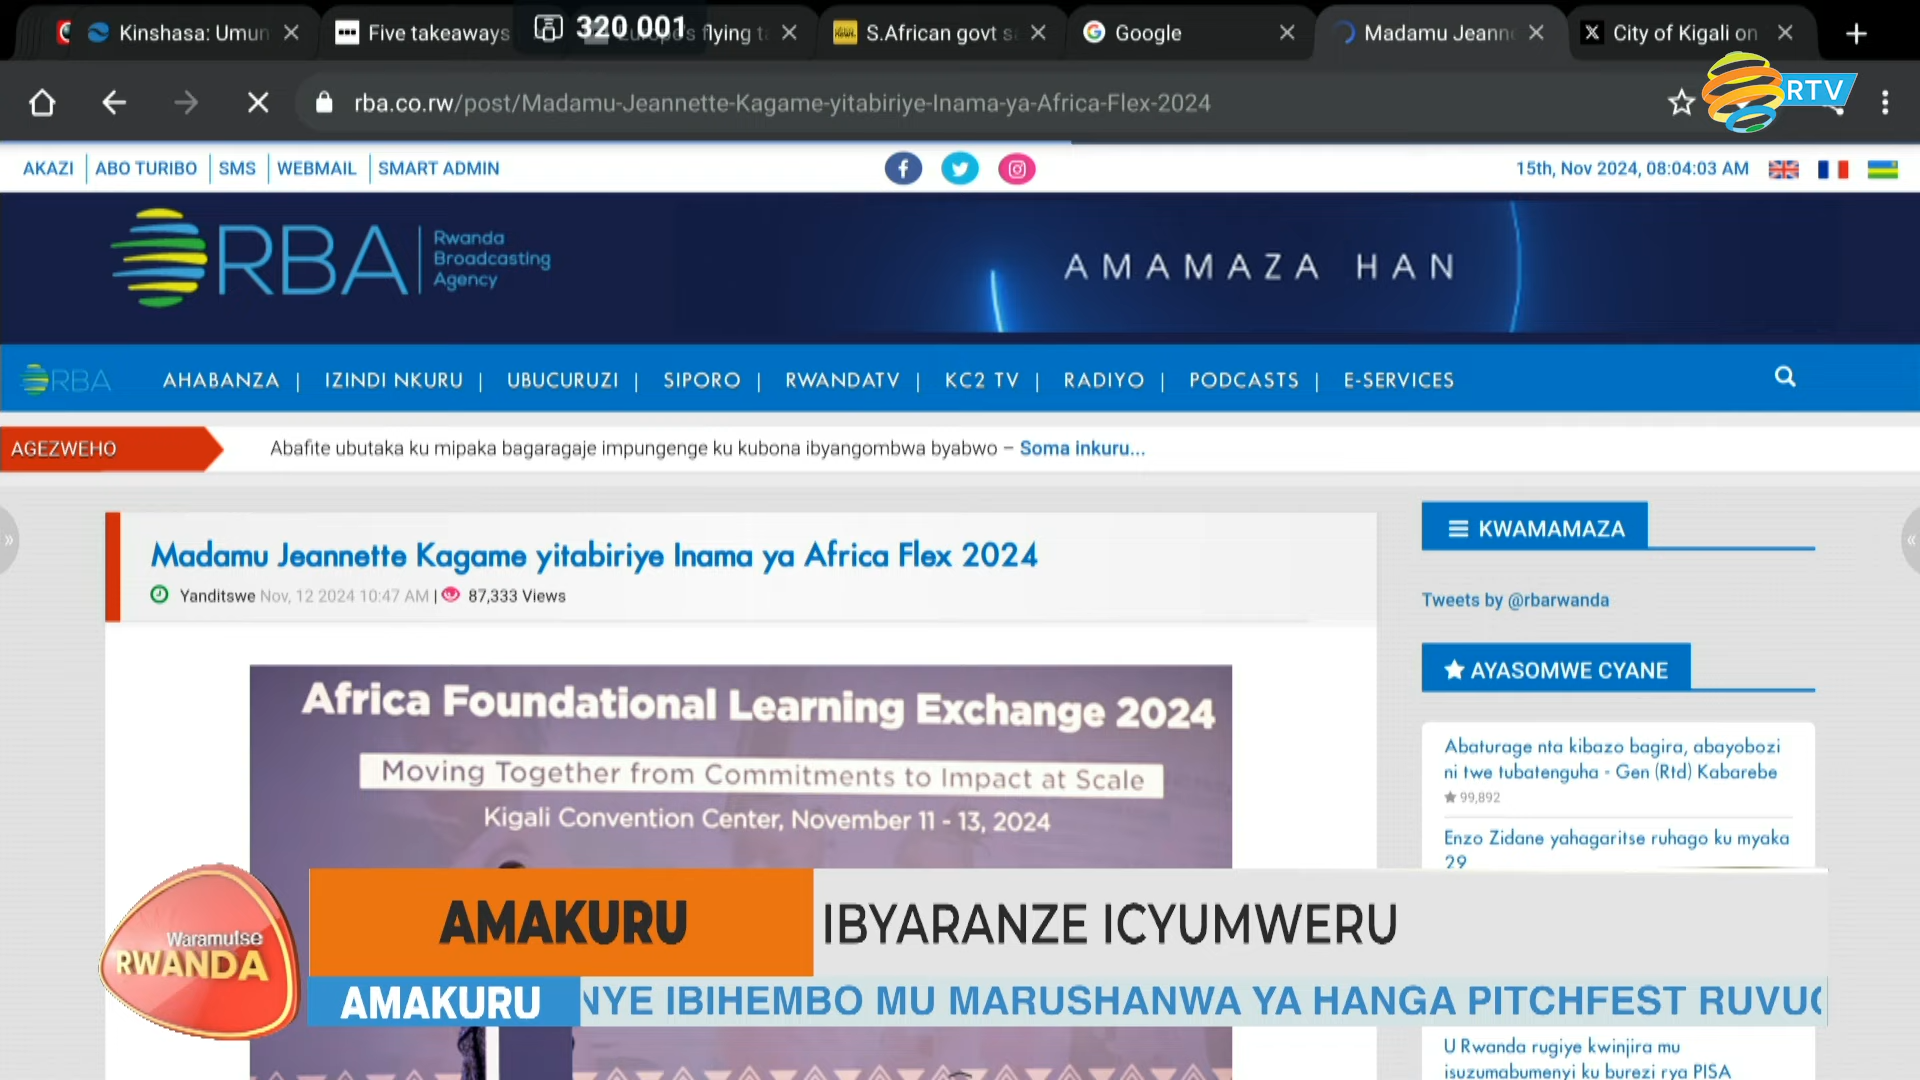 Kinshasa: Umun
Five takeaways
320.001
flying t
S.African govt s
Google
Madamu Jeann
City of Kigali on
rba.co.rw/post/Madamu-Jeannette-Kagame-yitabiriye-Inama-ya-Africa-Flex-2024
RTV
AKAZI
ABO TURIBO
SMS
WEBMAIL
SMART ADMIN
15th, Nov 2024, 08:04:03 AM
RBA
Rwanda
Broadcasting
Agency
AMAMAZA HAN
RBA
AHABANZA | IZINDI NKURU | UBUCURUZI | SIPORO | RWANDATV | KC2 TV | RADIYO | PODCASTS | E-SERVICES
AGEZWEHO
Abafite ubutaka ku mipaka bagaragaje impungenge ku kubona ibyangombwa byabwo – Soma inkuru...
Madamu Jeannette Kagame yitabiriye Inama ya Africa Flex 2024
Yanditswe Nov, 12 2024 10:47 AM | 87,333 Views
Africa Foundational Learning Exchange 2024
Moving Together from Commitments to Impact at Scale
Kigali Convention Center, November 11 - 13, 2024
KWAMAMAZA
Tweets by @rbarwanda
AYASOMWE CYANE
Abaturage nta kibazo bagira, abayobozi
ni twe tubatenguha - Gen (Rtd) Kabarebe
99,892
Enzo Zidane yahagaritse ruhago ku myaka
29
U Rwanda rugiye kwinjira mu
isuzumabumenyi ku burezi rya PISA
Waramutse
RWANDA
AMAKURU
IBYARANZE ICYUMWERU
AMAKURU
NYE IBIHEMBO MU MARUSHANWA YA HANGA PITCHFEST RUVUG